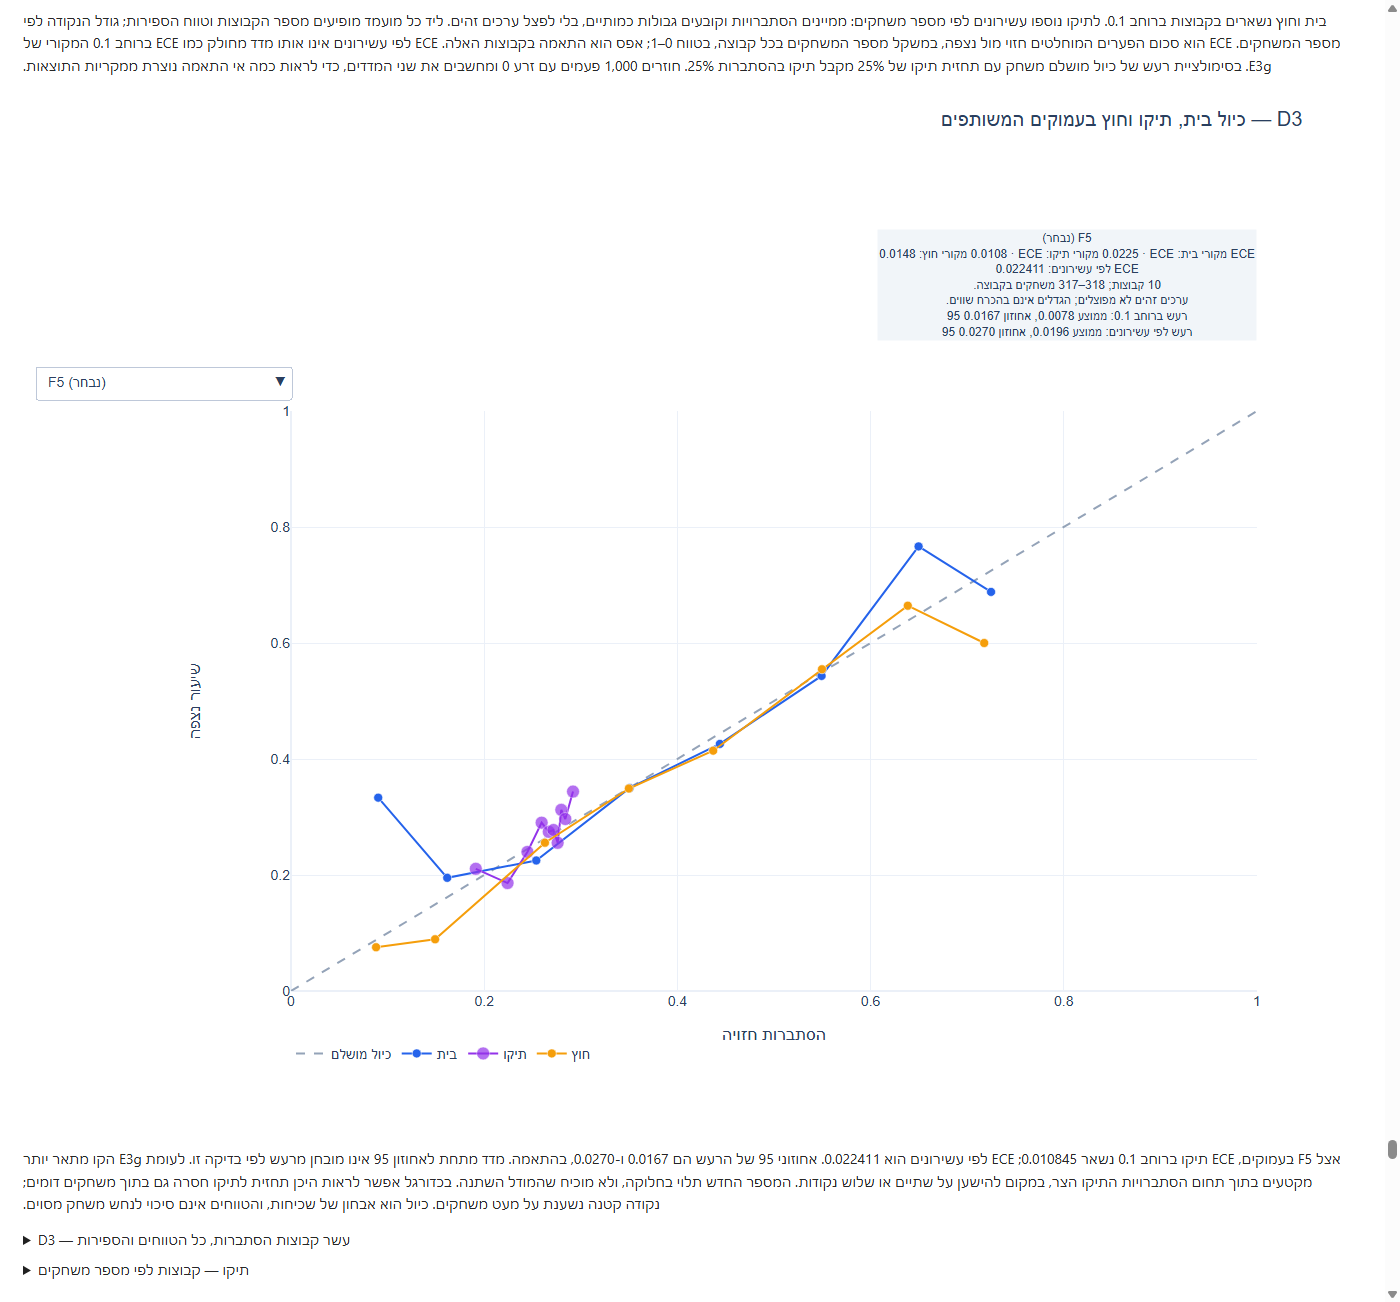 בית וחוץ נשארים בקבוצות ברוחב 0.1. לתיקו נוספו עשירונים לפי מספר משחקים: ממיינים הסתברויות וקובעים גבולות כמותיים, בלי לפצל ערכים זהים. ליד כל מועמד מופיעים מספר הקבוצות וטווח הספירות; גודל הנקודה לפי
מספר המשחקים. ECE הוא סכום הפערים המוחלטים חזוי מול נצפה, במשקל מספר המשחקים בכל קבוצה, בטווח 0–1; אפס הוא התאמה בקבוצות האלה. ECE לפי עשירונים אינו אותו מדד מחולק כמו ECE ברוחב 0.1 המקורי של
E3g. בסימולציית רעש של כיול מושלם משחק עם תחזית תיקו של 25% מקבל תיקו בהסתברות 25%. חוזרים 1,000 פעמים עם זרע 0 ומחשבים את שני המדדים, כדי לראות כמה אי התאמה נוצרת ממקריות התוצאות.
D3 — כיול בית, תיקו וחוץ בעמוקים המשותפים
F5 (נבחר)
ECE מקורי בית: 0.0225 · ECE מקורי תיקו: 0.0108 · ECE מקורי חוץ: 0.0148
ECE לפי עשירונים: 0.022411
10 קבוצות; 317–318 משחקים בקבוצה.
ערכים זהים לא מפוצלים; הגדלים אינם בהכרח שווים.
רעש ברוחב 0.1: ממוצע 0.0078, אחוזון 95 0.0167
רעש לפי עשירונים: ממוצע 0.0196, אחוזון 95 0.0270
F5 (נבחר) ▼
1
0.8
0.6
0.4
0.2
0
שיעור נצפה
0 0.2 0.4 0.6 0.8 1
הסתברות חזויה
כיול מושלם בית תיקו חוץ
אצל F5 בעמוקים, ECE תיקו ברוחב 0.1 נשאר 0.010845; ECE לפי עשירונים הוא 0.022411. אחוזוני 95 של הרעש הם 0.0167 ו-0.0270, בהתאמה. מדד מתחת לאחוזון 95 אינו מובחן מרעש לפי בדיקה זו. לעומת E3g הקו מתאר יותר
מקטעים בתוך תחום הסתברויות התיקו הצר, במקום להישען על שתיים או שלוש נקודות. המספר החדש תלוי בחלוקה, ולא מוכיח שהמודל השתנה. בכדורגל אפשר לראות היכן תחזית לתיקו חסרה גם בתוך משחקים דומים;
נקודה קטנה נשענת על מעט משחקים. כיול הוא אבחון של שכיחות, והטווחים אינם סיכוי לנחש משחק מסוים.
D3 — עשר קבוצות הסתברות, כל הטווחים והספירות
תיקו — קבוצות לפי מספר משחקים